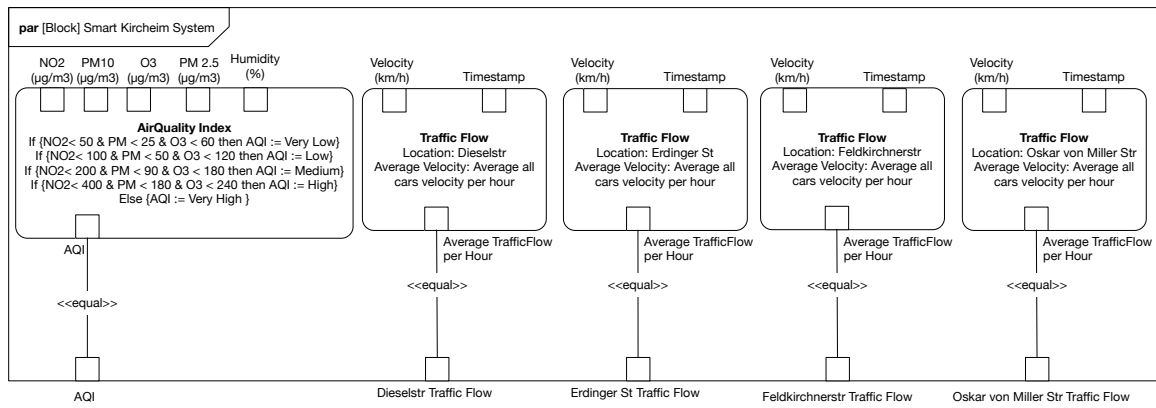 par [Block] Smart Kircheim System
NO2
(µg/m3)
PM10
(µg/m3)
O3
(µg/m3)
PM 2.5
(µg/m3)
Humidity
(%)
AirQuality Index
If {NO2< 50 & PM < 25 & O3 < 60 then AQI := Very Low}
If {NO2< 100 & PM < 50 & O3 < 120 then AQI := Low}
If {NO2< 200 & PM < 90 & O3 < 180 then AQI := Medium}
If {NO2< 400 & PM < 180 & O3 < 240 then AQI := High}
Else {AQI := Very High }
AQI
<<equal>>
AQI
Velocity
(km/h)
Timestamp
Traffic Flow
Location: Dieselstr
Average Velocity: Average all
cars velocity per hour
Average TrafficFlow
per Hour
<<equal>>
Dieselstr Traffic Flow
Velocity
(km/h)
Timestamp
Traffic Flow
Location: Erdinger St
Average Velocity: Average all
cars velocity per hour
Average TrafficFlow
per Hour
<<equal>>
Erdinger St Traffic Flow
Velocity
(km/h)
Timestamp
Traffic Flow
Location: Feldkirchnerstr
Average Velocity: Average all
cars velocity per hour
Average TrafficFlow
per Hour
<<equal>>
Feldkirchnerstr Traffic Flow
Velocity
(km/h)
Timestamp
Traffic Flow
Location: Oskar von Miller Str
Average Velocity: Average all
cars velocity per hour
Average TrafficFlow
per Hour
<<equal>>
Oskar von Miller Str Traffic Flow